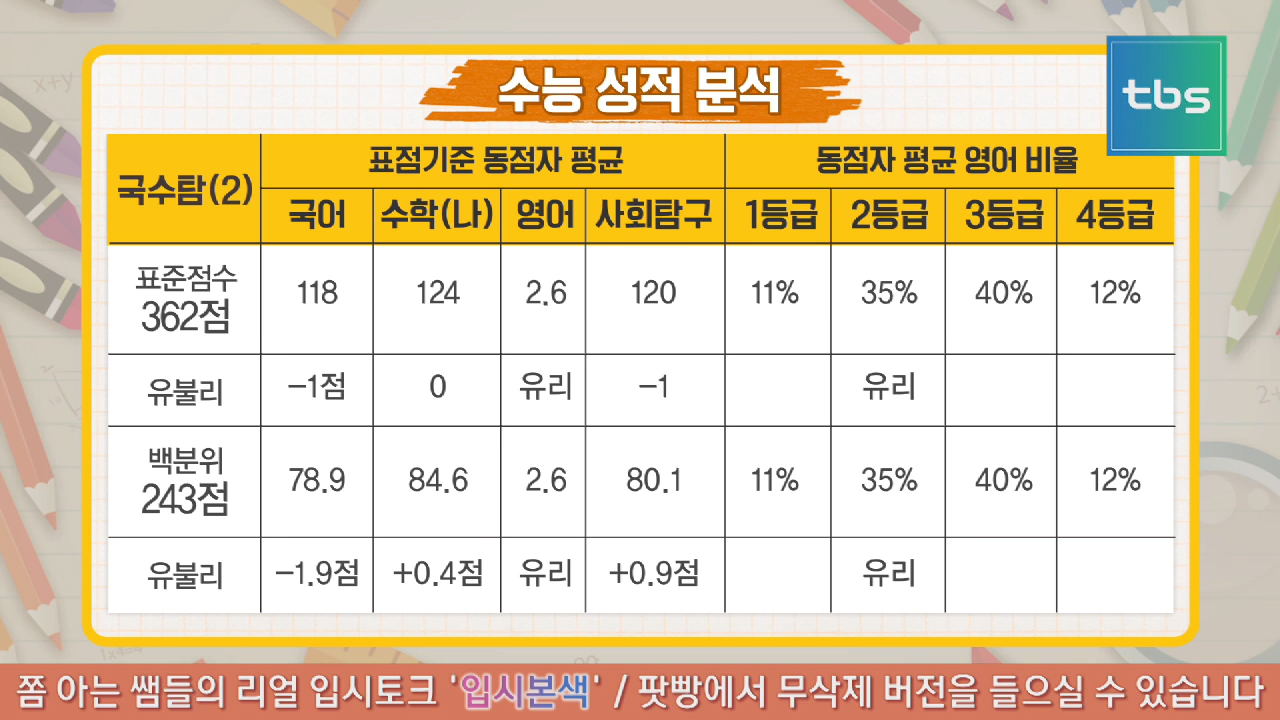 수능 성적 분석
tbs
국수탐(2) 표점기준 동점자 평균 동점자 평균 영어 비율
국어 수학(나) 영어 사회탐구 1등급 2등급 3등급 4등급
표준점수
362점 118 124 2.6 120 11% 35% 40% 12%
유불리 -1점 0 유리 -1 유리
백분위
243점 78.9 84.6 2.6 80.1 11% 35% 40% 12%
유불리 -1.9점 +0.4점 유리 +0.9점 유리
쫌 아는 쌤들의 리얼 입시토크 '입시본색' / 팟빵에서 무삭제 버전을 들으실 수 있습니다